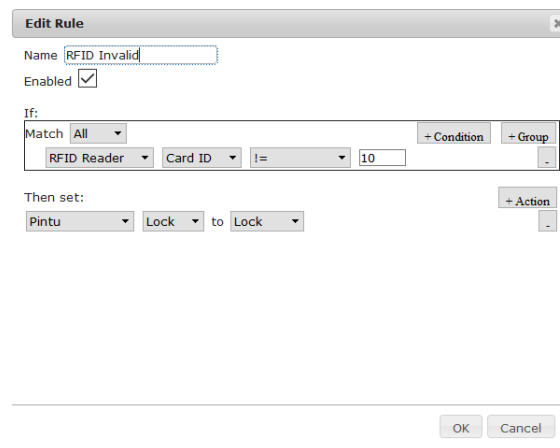 Edit Rule
Name RFID Invalid
Enabled
If:
Match All + Condition + Group
RFID Reader Card ID != 10 -
Then set: + Action
Pintu Lock to Lock -
OK Cancel